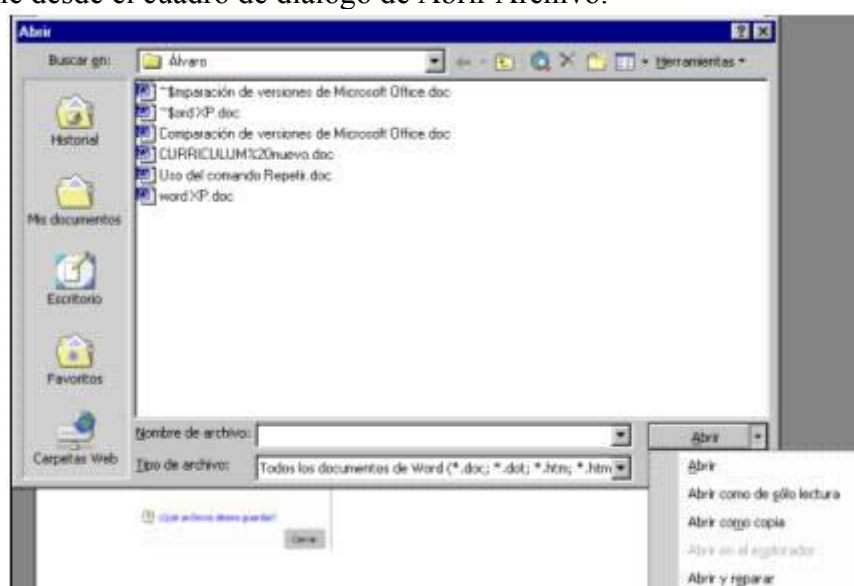 desde el cuadro de diálogo de Abrir Archivo.
Abrir
Buscar en: Álvaro Herramientas
~$mparación de versiones de Microsoft Office.doc
~$ord XP.doc
Comparación de versiones de Microsoft Office.doc
CURRICULUM%20nuevo.doc
Uso del comando Repetir.doc
word XP.doc
Historial
Mis documentos
Escritorio
Favoritos
Carpetas Web
Nombre de archivo:
Abrir
Tipo de archivo: Todos los documentos de Word (*.doc; *.dot; *.htm; *.htm
Abrir
Abrir como de sólo lectura
Abrir como copia
Abrir en el explorador
Abrir y reparar
¿Qué archivos desea guardar?
Cerrar